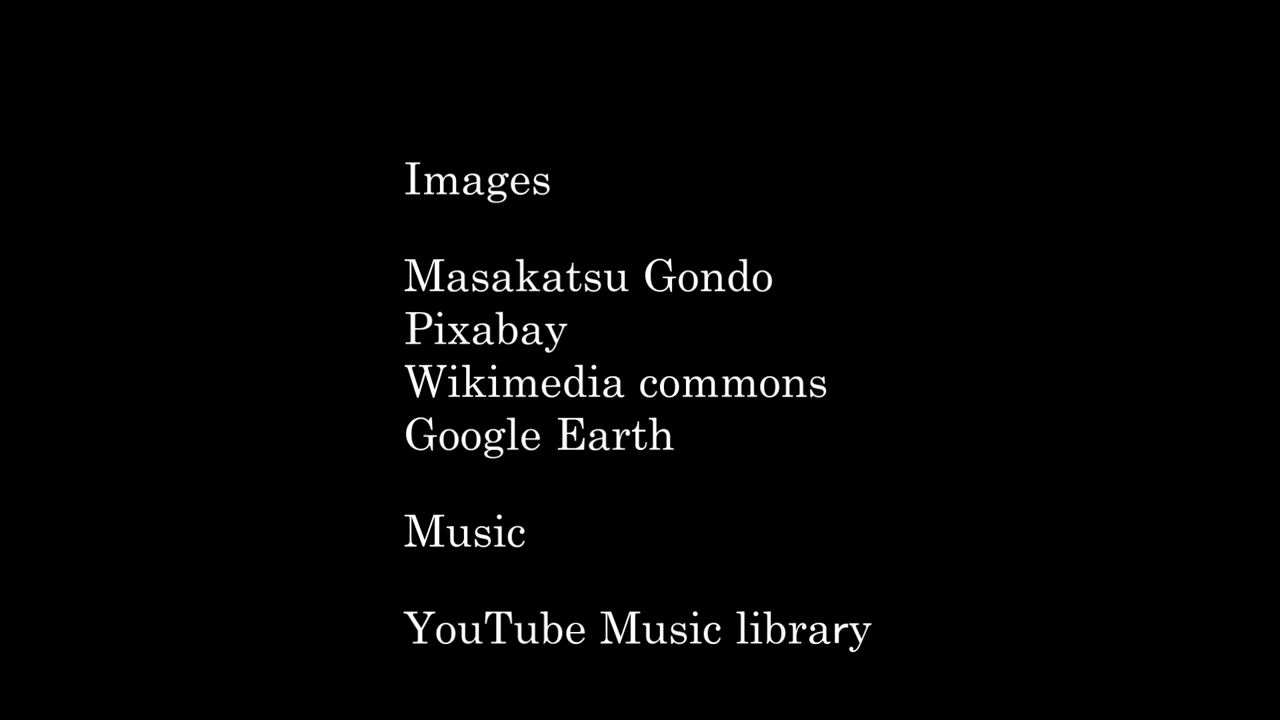 Images
Masakatsu Gondo
Pixabay
Wikimedia commons
Google Earth
Music
YouTube Music library